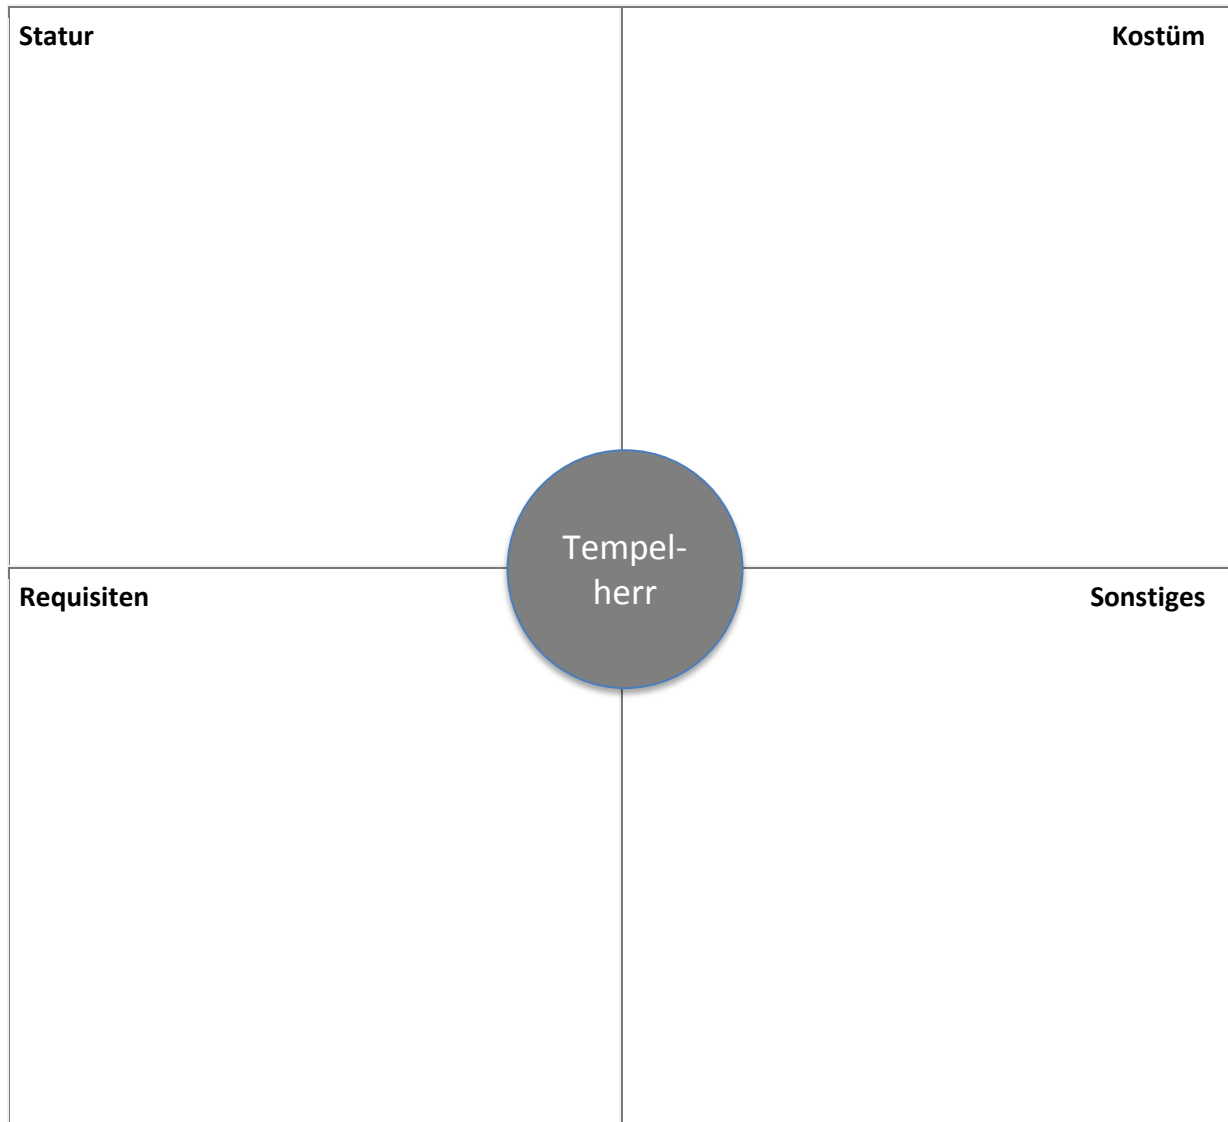 Statur
Kostüm
Tempel-
herr
Requisiten
Sonstiges